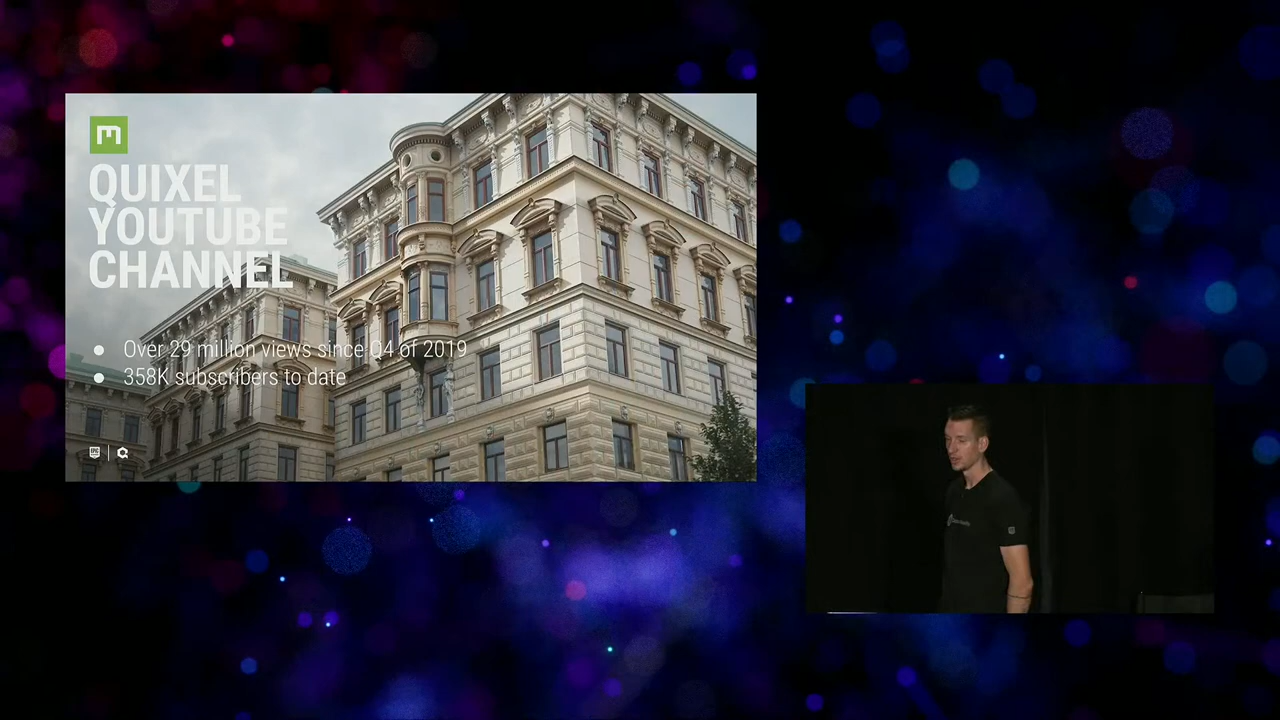 QUIXEL
YOUTUBE
CHANNEL
Over 29 million views since Q4 of 2019
358K subscribers to date